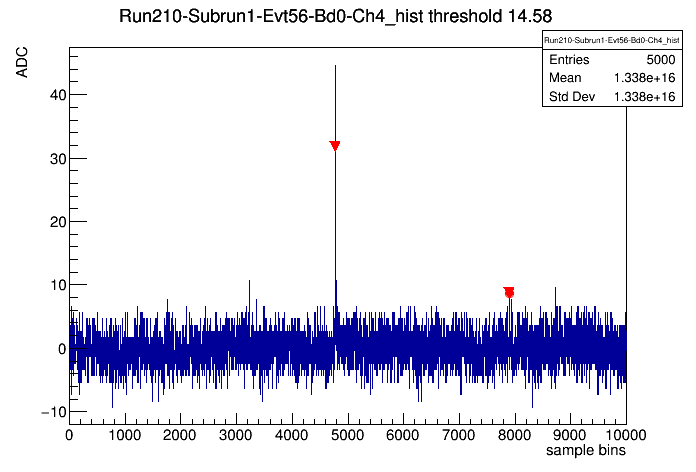 Run210-Subrun1-Evt56-Bd0-Ch4_hist threshold 14.58
Run210-Subrun1-Evt56-Bd0-Ch4_hist
Entries 5000
Mean 1.338e+16
Std Dev 1.338e+16
ADC
40
30
20
10
0
−10
0 1000 2000 3000 4000 5000 6000 7000 8000 9000 10000
sample bins